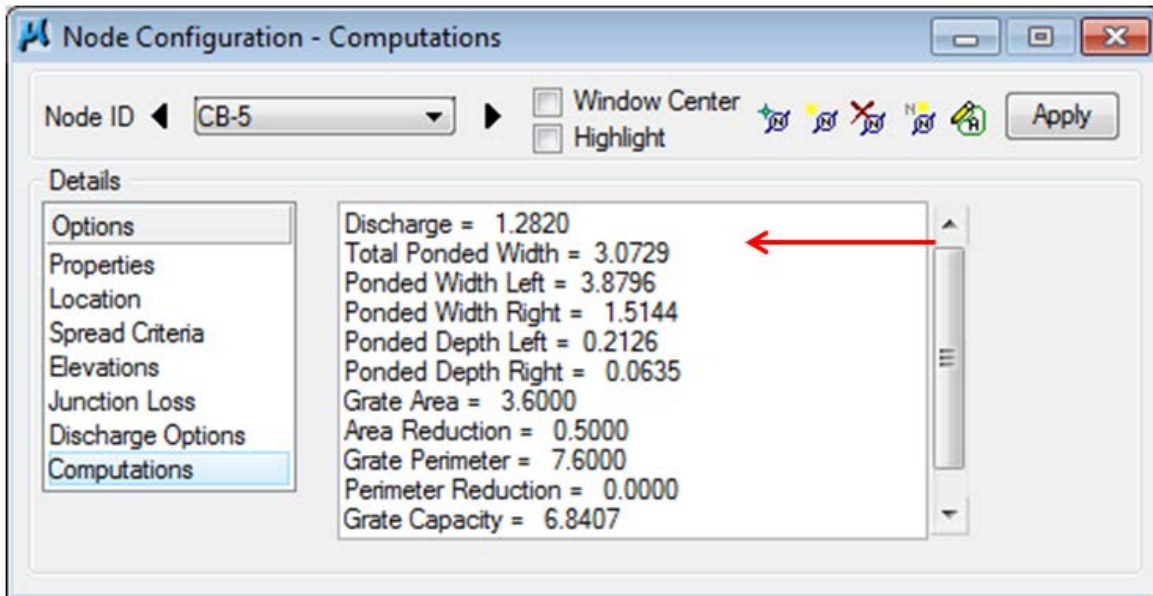 Node Configuration - Computations
Node ID
CB-5
Window Center
Highlight
Apply
Details
Options
Properties
Location
Spread Criteria
Elevations
Junction Loss
Discharge Options
Computations
Discharge = 1.2820
Total Ponded Width = 3.0729
Ponded Width Left = 3.8796
Ponded Width Right = 1.5144
Ponded Depth Left = 0.2126
Ponded Depth Right = 0.0635
Grate Area = 3.6000
Area Reduction = 0.5000
Grate Perimeter = 7.6000
Perimeter Reduction = 0.0000
Grate Capacity = 6.8407